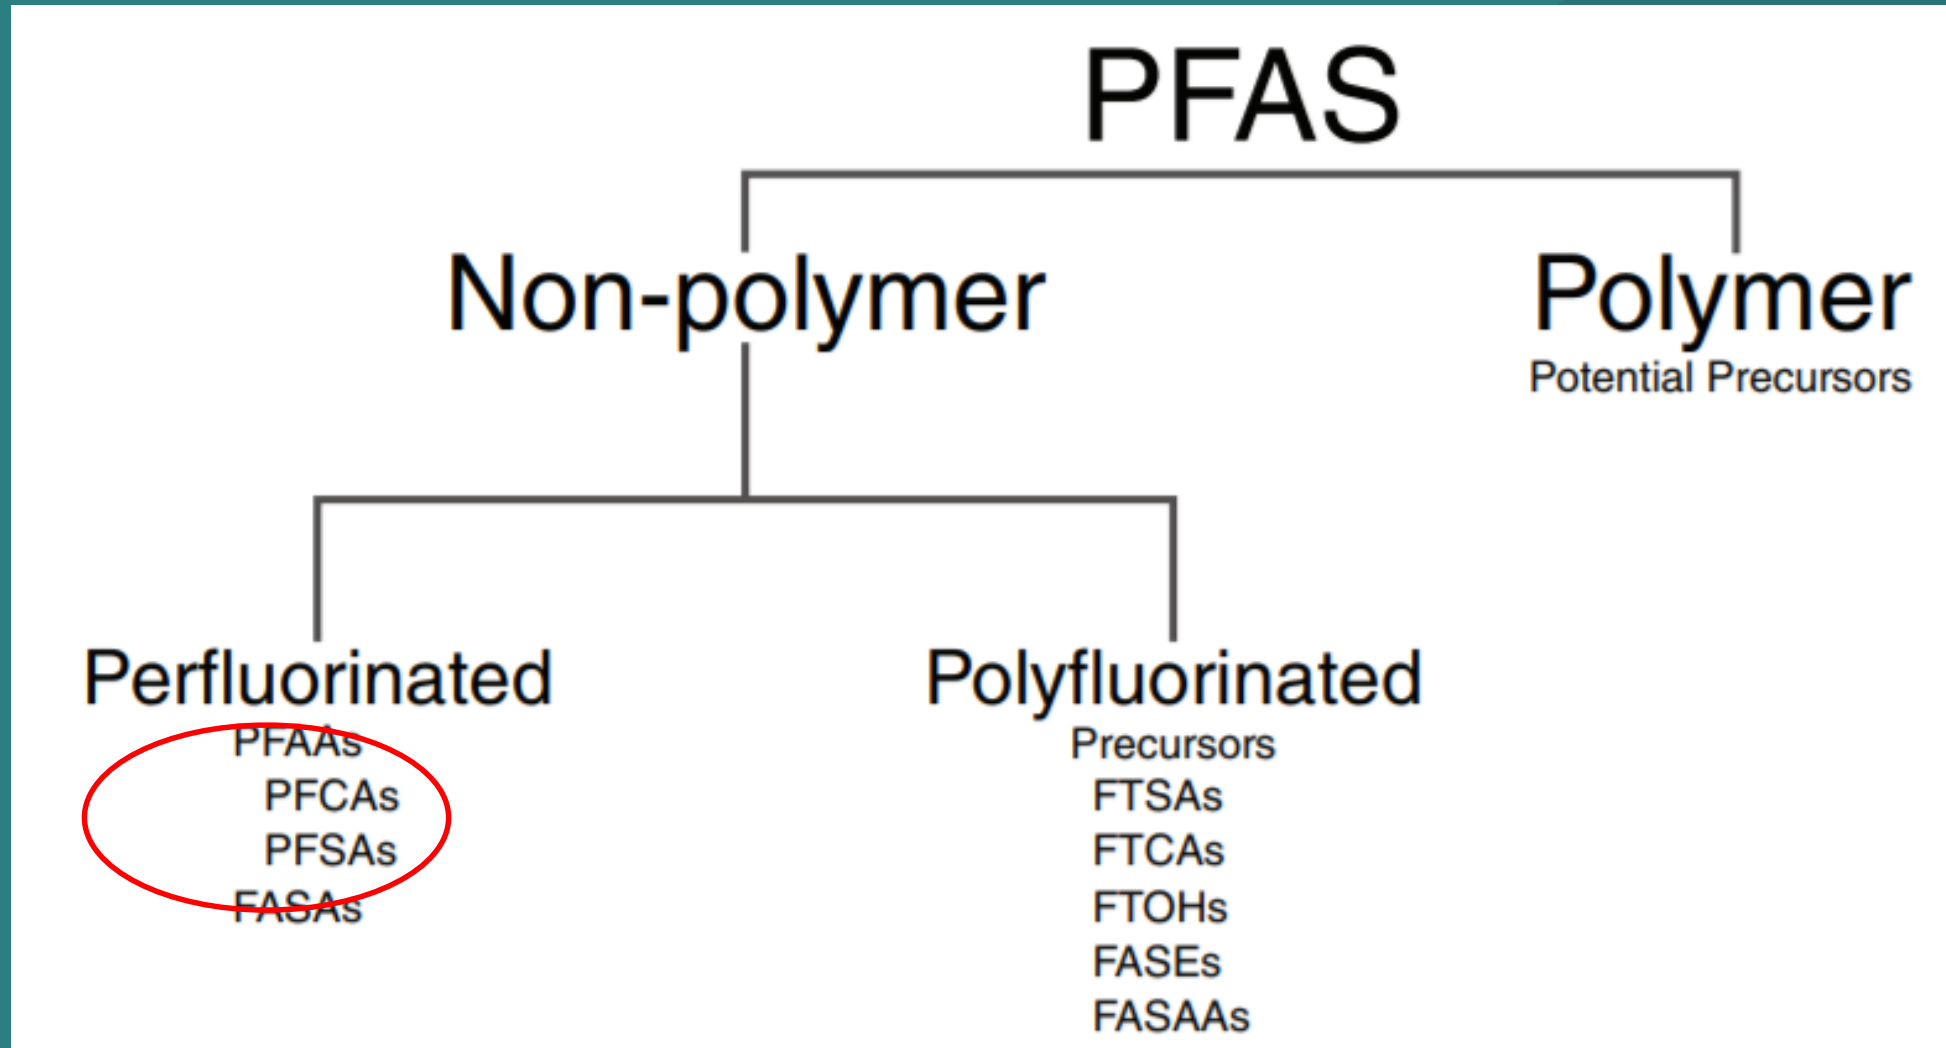 PFAS
Non-polymer
Polymer
Potential Precursors
Perfluorinated
PFAAs
PFCAs
PFSAs
FASAs
Polyfluorinated
Precursors
FTSAs
FTCAs
FTOHs
FASEs
FASAAs